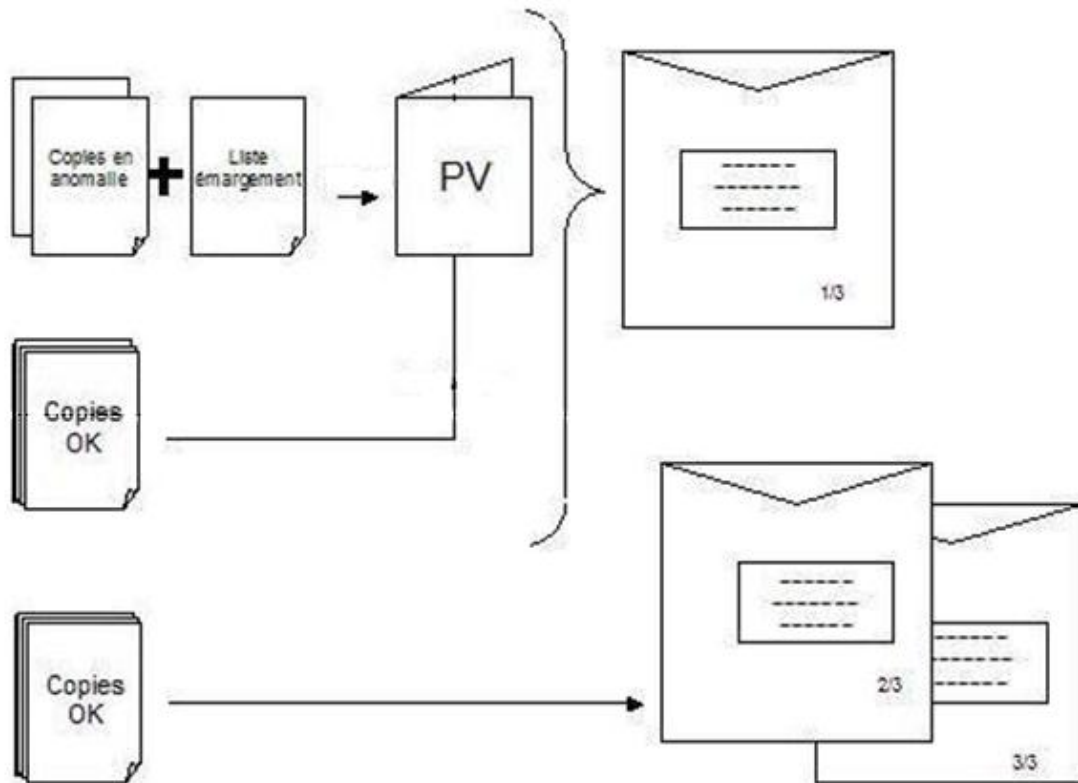 Copies en
anomalie
Liste
émargement
PV
1/3
Copies
OK
Copies
OK
2/3
3/3